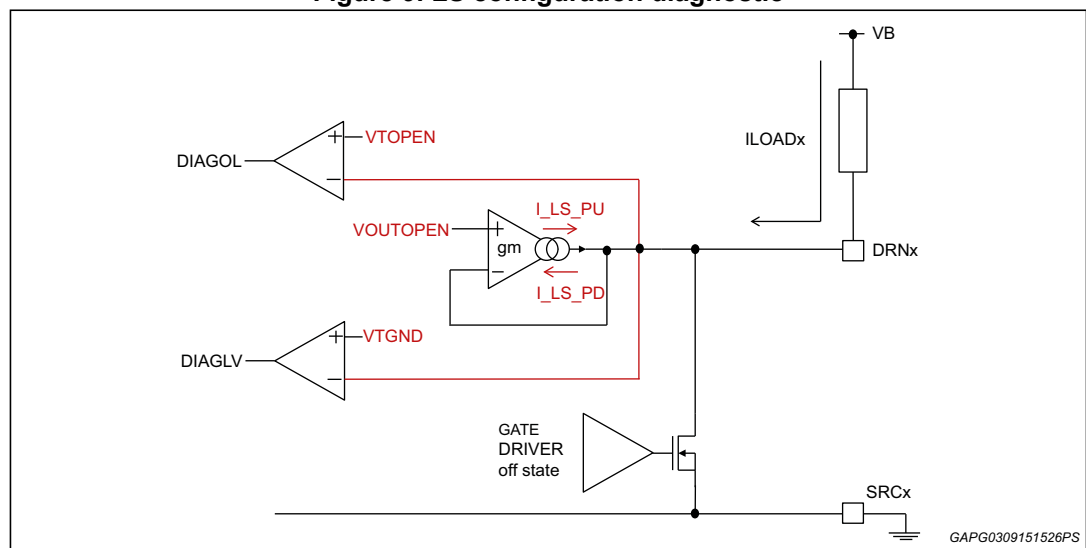 VB
ILOADx
VTOPEN
DIAGOL
I_LS_PU
VOUTOPEN
gm
DRNx
I_LS_PD
VTGND
DIAGLV
GATE
DRIVER
off state
SRCx
GAPG0309151526PS